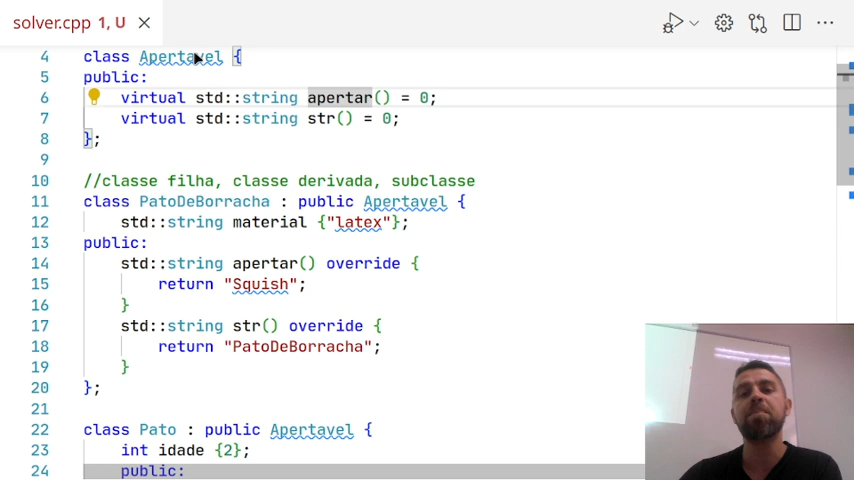 solver.cpp 1, U
4 class Apertavel {
5 public:
6 virtual std::string apertar() = 0;
7 virtual std::string str() = 0;
8 };
9
10 //classe filha, classe derivada, subclasse
11 class PatoDeBorracha : public Apertavel {
12 std::string material {"latex"};
13 public:
14 std::string apertar() override {
15 return "Squish";
16 }
17 std::string str() override {
18 return "PatoDeBorracha";
19 }
20 };
21
22 class Pato : public Apertavel {
23 int idade {2};
24 public: